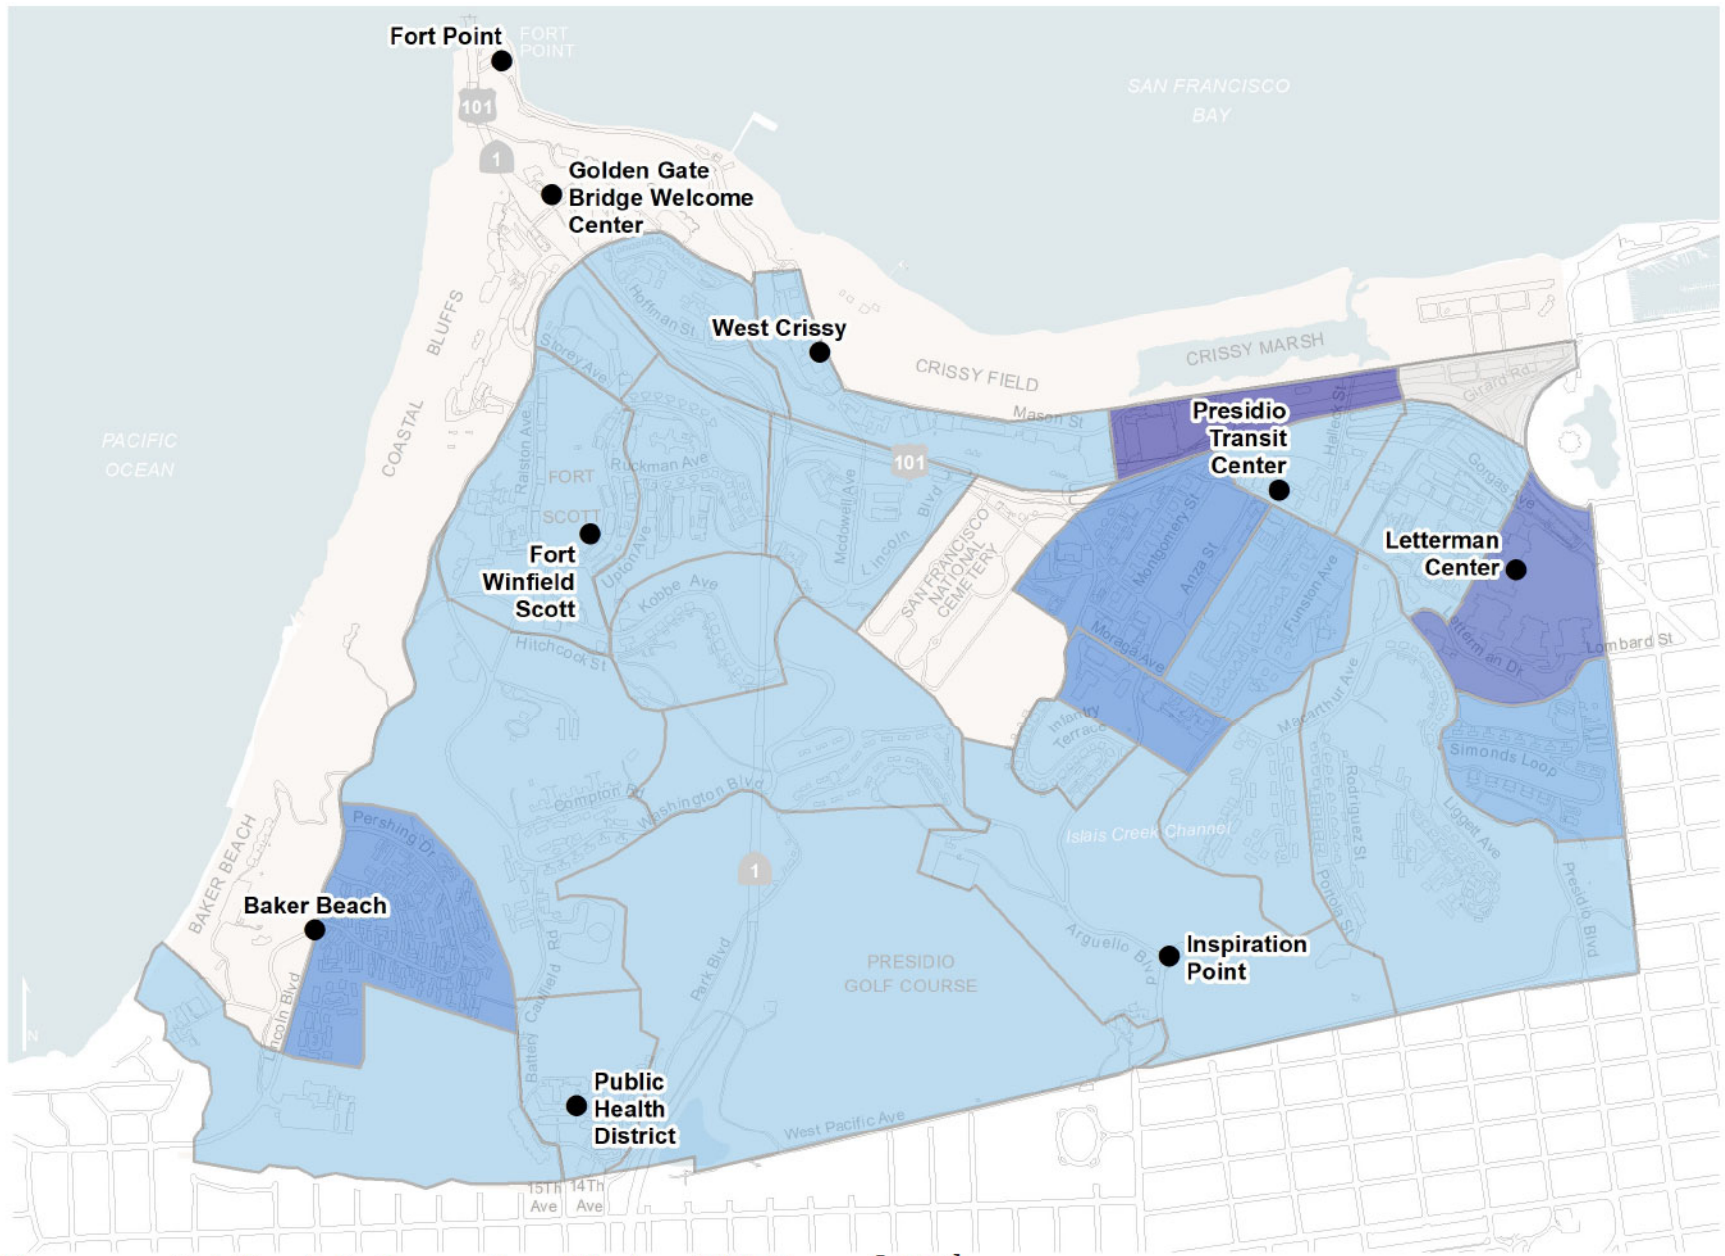 Fort Point
FORT
POINT
101
SAN FRANCISCO
BAY
1
Golden Gate
Bridge Welcome
Center
COASTAL BLUFFS
Hoffman St
West Crissy
Storey Ave
CRISSY FIELD
CRISSY MARSH
Girard Rd
Mason St
Halleck St
Presidio
Transit
Center
PACIFIC
OCEAN
Ralston Ave
Ruckman Ave
FORT
SCOTT
101
Mcdowell Ave
Lincoln Blvd
Gorgas Ave
Upton Ave
Fort
Winfield
Scott
SAN FRANCISCO
NATIONAL
CEMETERY
Montgomery St
Anza St
Funston Ave
Letterman
Center
Kobbe Ave
Hitchcock St
Moraga Ave
Letterman Dr
Lombard St
Infantry
Terrace
Macarthur Ave
Simonds Loop
Compton Rd
Washington Blvd
Rodriguez St
Liggett Ave
Islais Creek Channel
Pershing Dr
BAKER BEACH
1
Portola St
Presidio Blvd
Baker Beach
Battery Caulfield Rd
Park Blvd
PRESIDIO
GOLF COURSE
Arguello Blvd
Inspiration
Point
Lincoln Blvd
N
Public
Health
District
West Pacific Ave
15Th
Ave
14Th
Ave